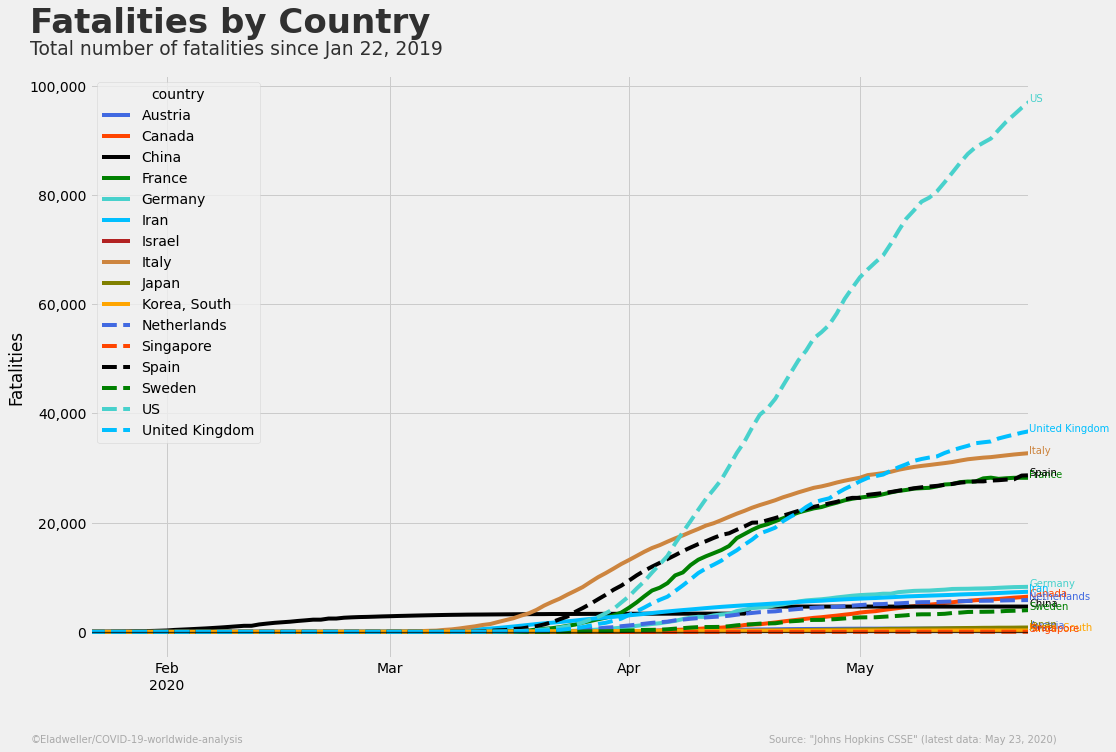 Fatalities by Country
Total number of fatalities since Jan 22, 2019
100,000
80,000
60,000
40,000
20,000
0
Fatalities
country
Austria
Canada
China
France
Germany
Iran
Israel
Italy
Japan
Korea, South
Netherlands
Singapore
Spain
Sweden
US
United Kingdom
US
United Kingdom
Italy
Spain
France
Germany
Iran
Canada
Netherlands
China
Sweden
Feb
2020
Mar
Apr
May
©Eladweller/COVID-19-worldwide-analysis
Source: "Johns Hopkins CSSE" (latest data: May 23, 2020)